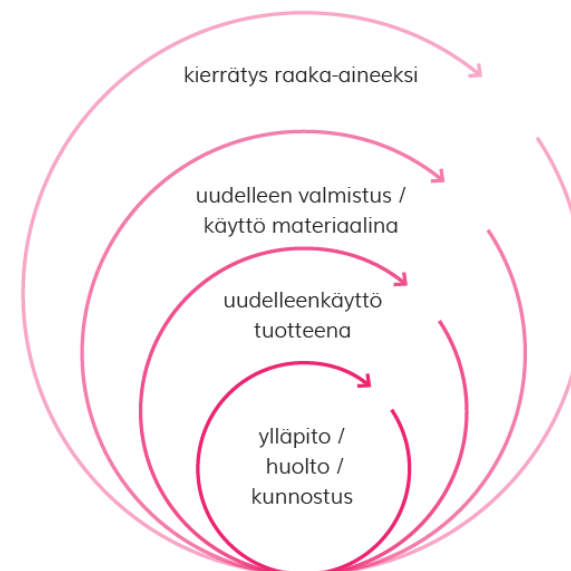 kierrätys raaka-aineeksi
uudelleen valmistus /
käyttö materiaalina
uudelleenkäyttö
tuotteena
ylläpito /
huolto /
kunnostus